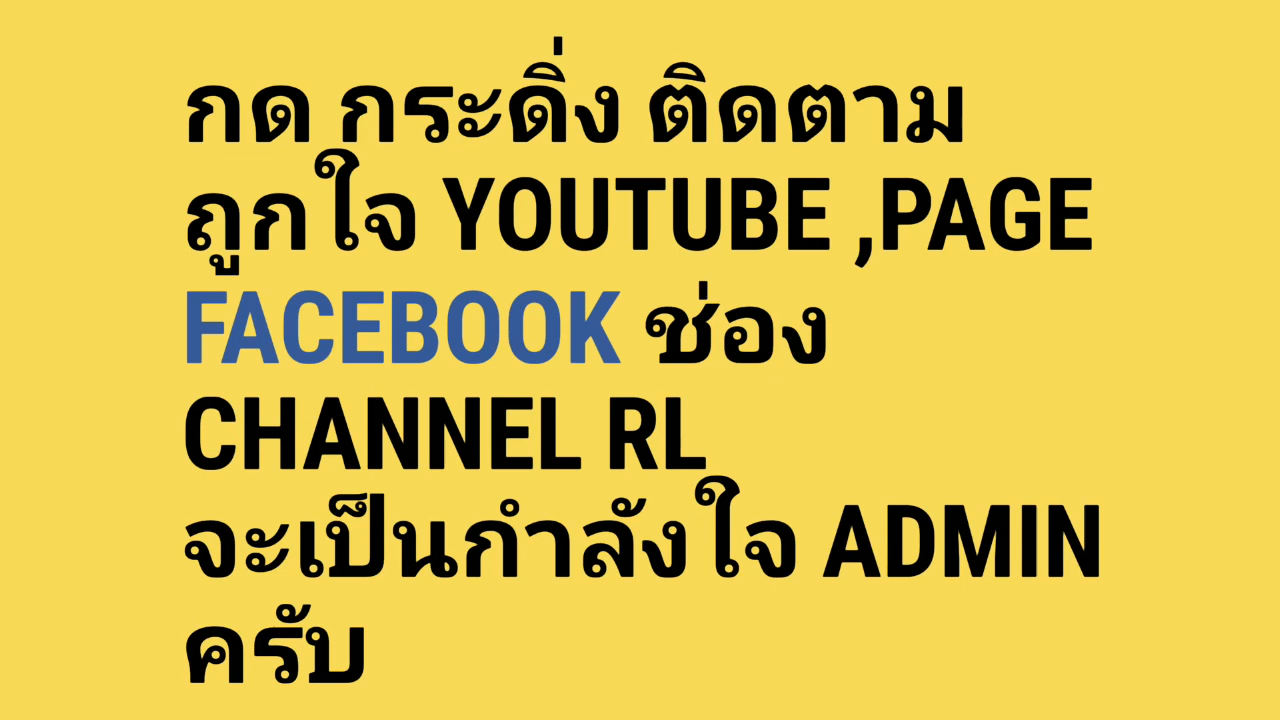 กด กระดิ่ง ติดตาม
ถูกใจ YOUTUBE ,PAGE
FACEBOOK ช่อง
CHANNEL RL
จะเป็นกำลังใจ ADMIN
ครับ